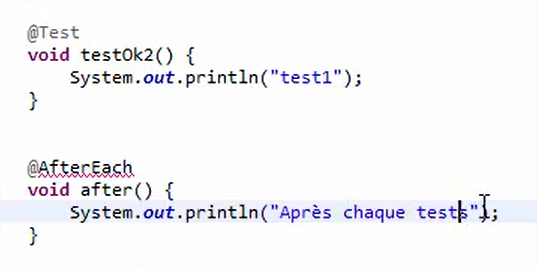 @Test
void testOk2() {
System.out.println("test1");
}
@AfterEach
void after() {
System.out.println("Après chaque tests");
}